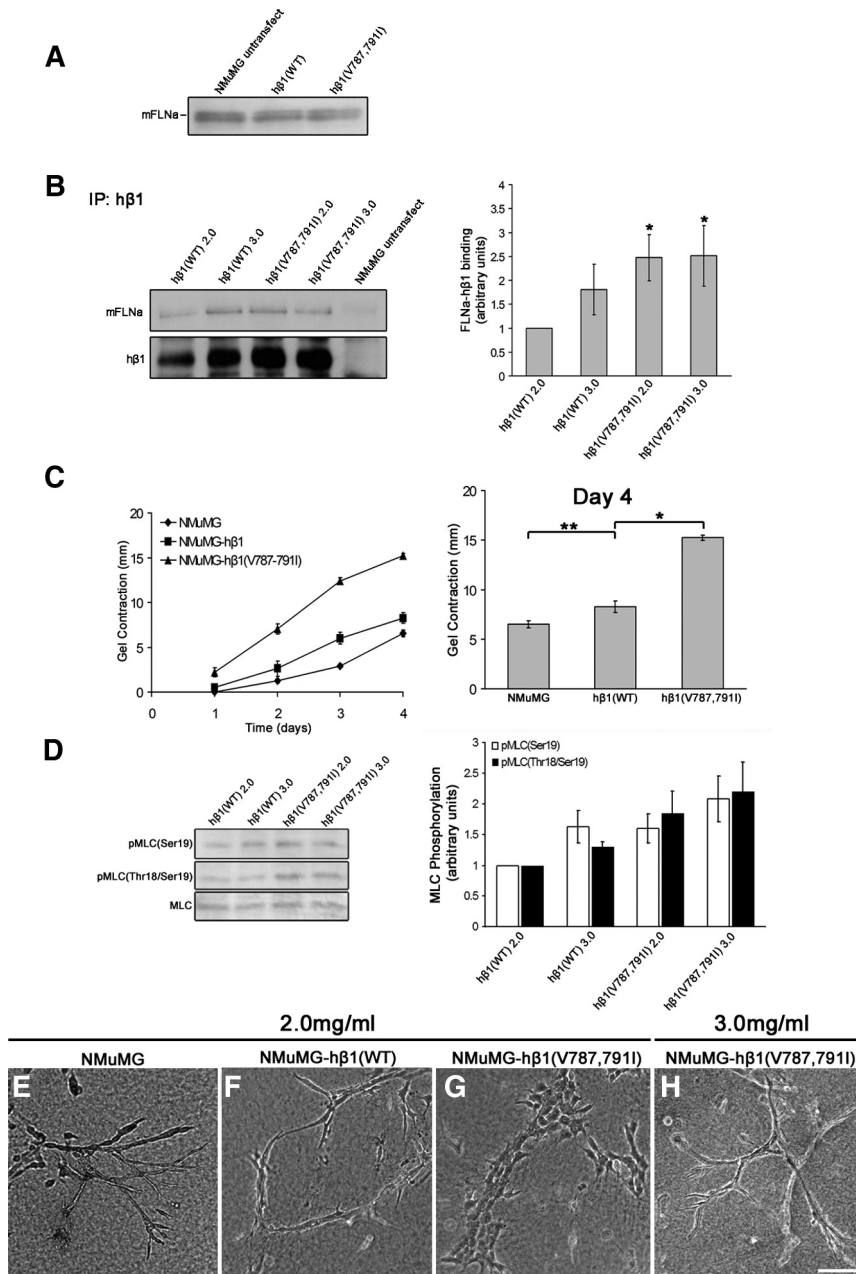 A
NMuMG untransfect
hβ1(WT)
hβ1(V787,791I)
mFLNa
B
IP: hβ1
hβ1(WT) 2.0
hβ1(WT) 3.0
hβ1(V787,791I) 2.0
hβ1(V787,791I) 3.0
NMuMG untransfect
mFLNa
hβ1
FLNa-hβ1 binding
(arbitrary units)
4
3.5
3
2.5
2
1.5
1
0.5
0
*
*
hβ1(WT) 2.0
hβ1(WT) 3.0
hβ1(V787,791I) 2.0
hβ1(V787,791I) 3.0
C
NMuMG
NMuMG-hβ1
NMuMG-hβ1(V787-791I)
Gel Contraction (mm)
20
15
10
5
0
0 1 2 3 4
Time (days)
Day 4
Gel Contraction (mm)
20
15
10
5
0
**
*
NMuMG hβ1(WT) hβ1(V787,791I)
D
hβ1(WT) 2.0
hβ1(WT) 3.0
hβ1(V787,791I) 2.0
hβ1(V787,791I) 3.0
pMLC(Ser19)
pMLC(Thr18/Ser19)
MLC
pMLC(Ser19)
pMLC(Thr18/Ser19)
MLC Phosphorylation
(arbitrary units)
3
2.5
2
1.5
1
0.5
0
hβ1(WT) 2.0
hβ1(WT) 3.0
hβ1(V787,791I) 2.0
hβ1(V787,791I) 3.0
2.0mg/ml
3.0mg/ml
NMuMG
NMuMG-hβ1(WT)
NMuMG-hβ1(V787,791I)
NMuMG-hβ1(V787,791I)
E
F
G
H